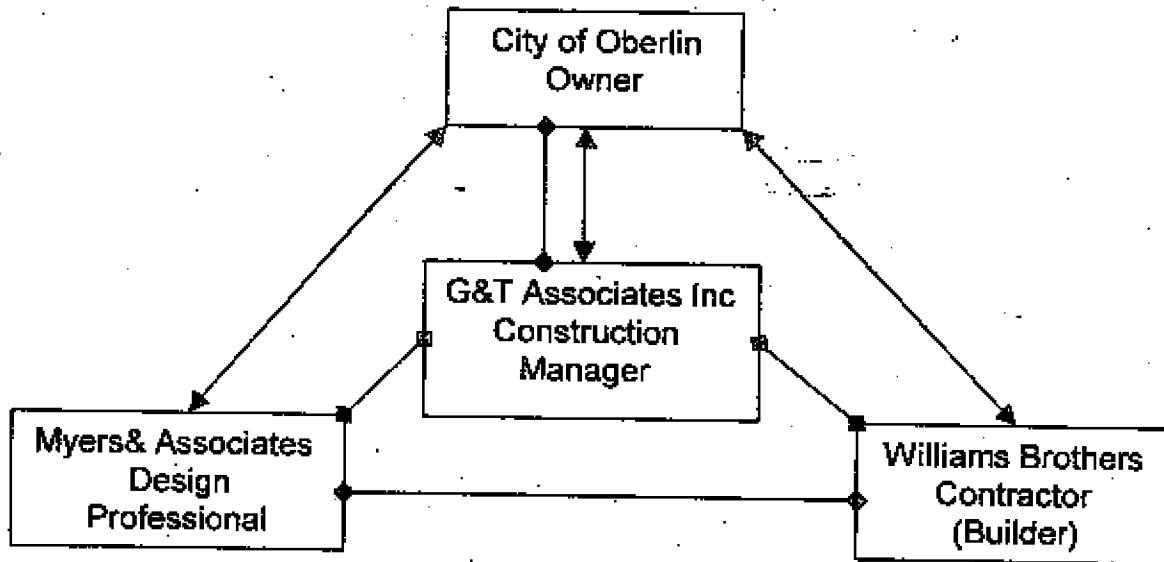 City of Oberlin
Owner
G&T Associates Inc
Construction
Manager
Myers& Associates
Design
Professional
Williams Brothers
Contractor
(Builder)